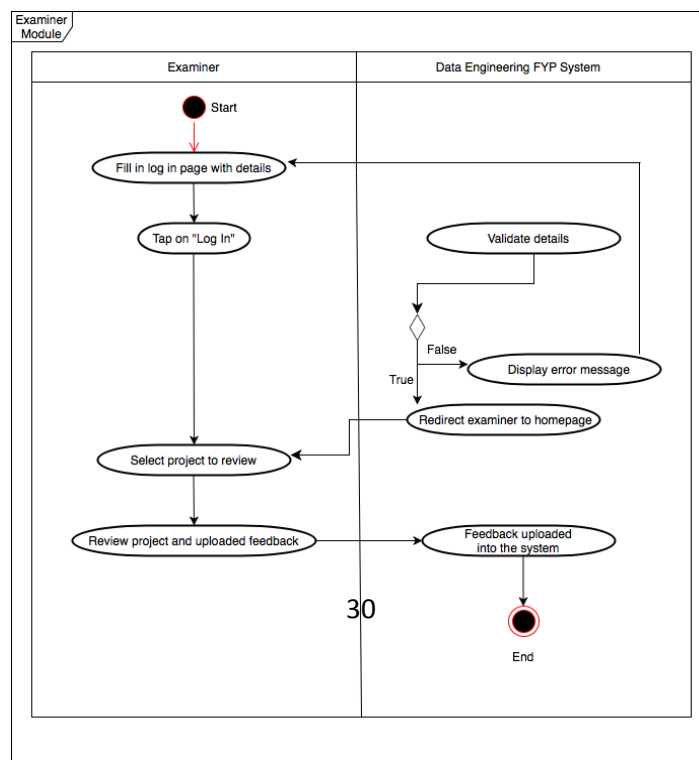 Examiner
Module
Examiner
Data Engineering FYP System
Start
Fill in log in page with details
Tap on "Log In"
Validate details
False
True
Display error message
Redirect examiner to homepage
Select project to review
Review project and uploaded feedback
Feedback uploaded
into the system
30
End